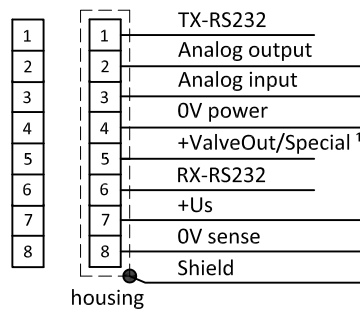 1 1 TX-RS232
2 2 Analog output
3 3 Analog input
4 4 0V power
5 5 +ValveOut/Special ¹
6 6 RX-RS232
7 7 +Us
8 8 0V sense
Shield
housing